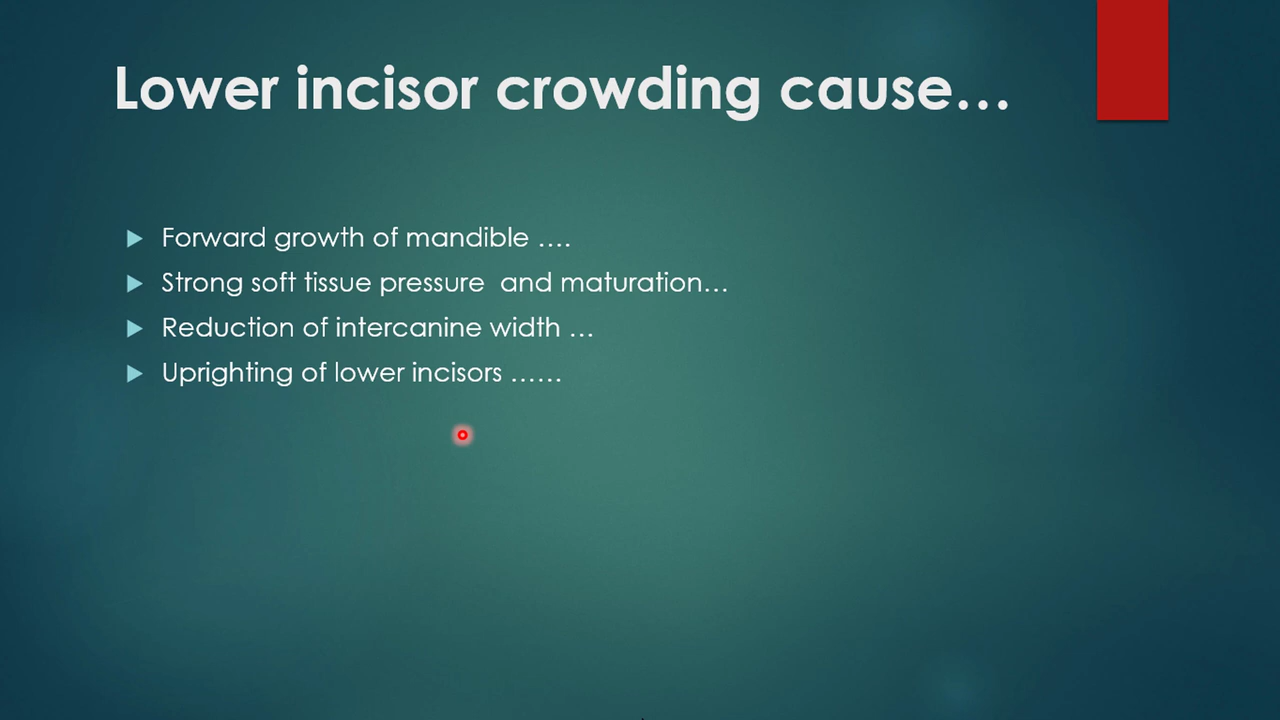 Lower incisor crowding cause...
Forward growth of mandible ....
Strong soft tissue pressure  and maturation...
Reduction of intercanine width ...
Uprighting of lower incisors ......